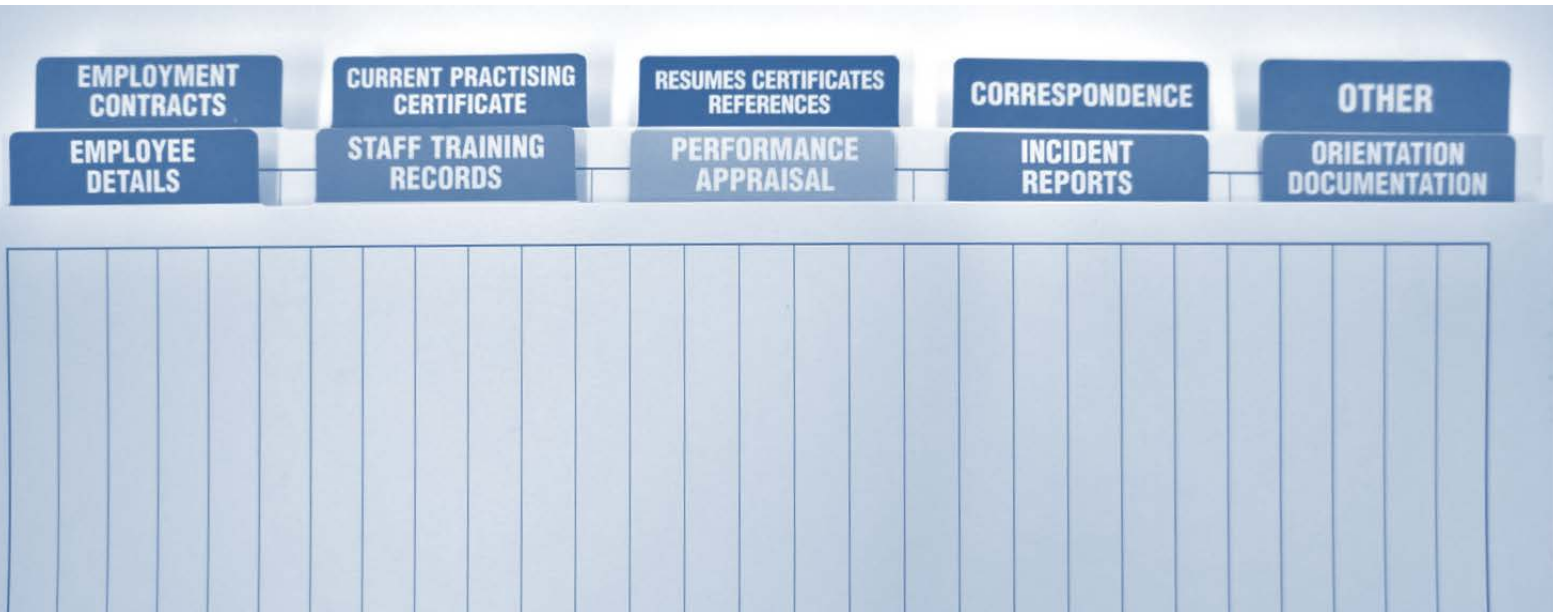 EMPLOYMENT
CONTRACTS
CURRENT PRACTISING
CERTIFICATE
RESUMES CERTIFICATES
REFERENCES
CORRESPONDENCE
OTHER
EMPLOYEE
DETAILS
STAFF TRAINING
RECORDS
PERFORMANCE
APPRAISAL
INCIDENT
REPORTS
ORIENTATION
DOCUMENTATION